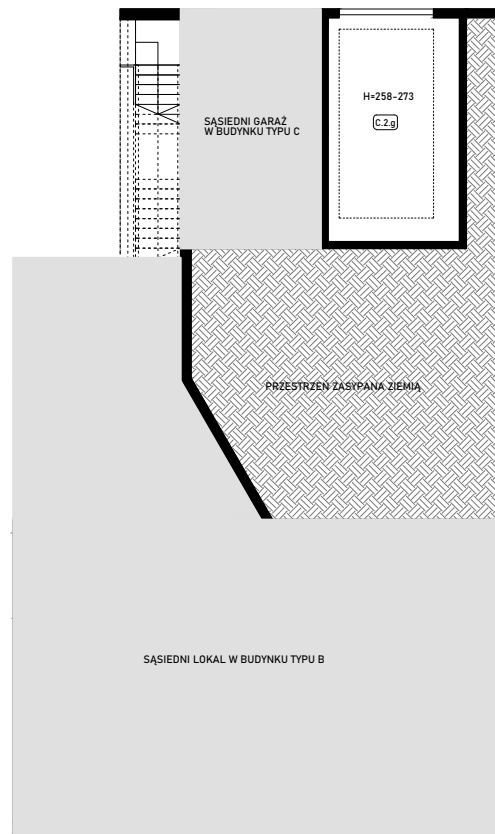 H=258-273
C.2.g
SĄSIEDNI GARAŻ
W BUDYNKU TYPU C
PRZESTRZEŃ ZASYPANA ZIEMIĄ
SĄSIEDNI LOKAL W BUDYNKU TYPU B